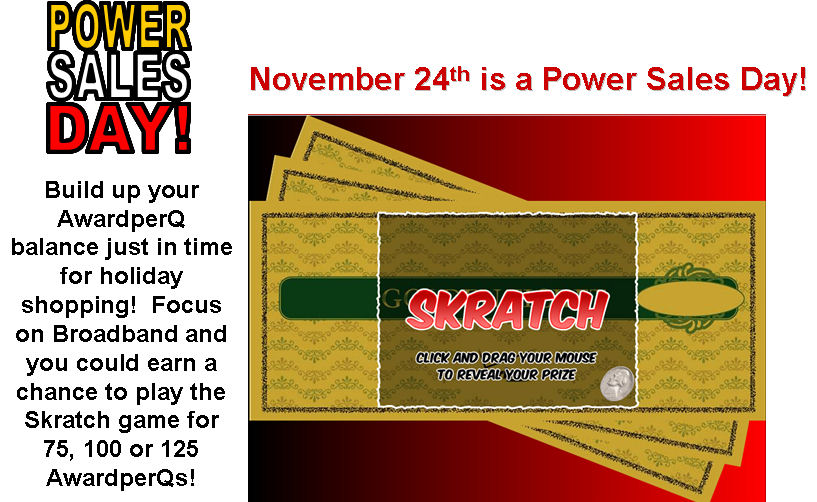 POWER
SALES
DAY!
November 24th is a Power Sales Day!
Build up your
AwardperQ
balance just in time
for holiday
shopping!  Focus
on Broadband and
you could earn a
chance to play the
Skratch game for
75, 100 or 125
AwardperQs!
SKRATCH
CLICK AND DRAG YOUR MOUSE
TO REVEAL YOUR PRIZE